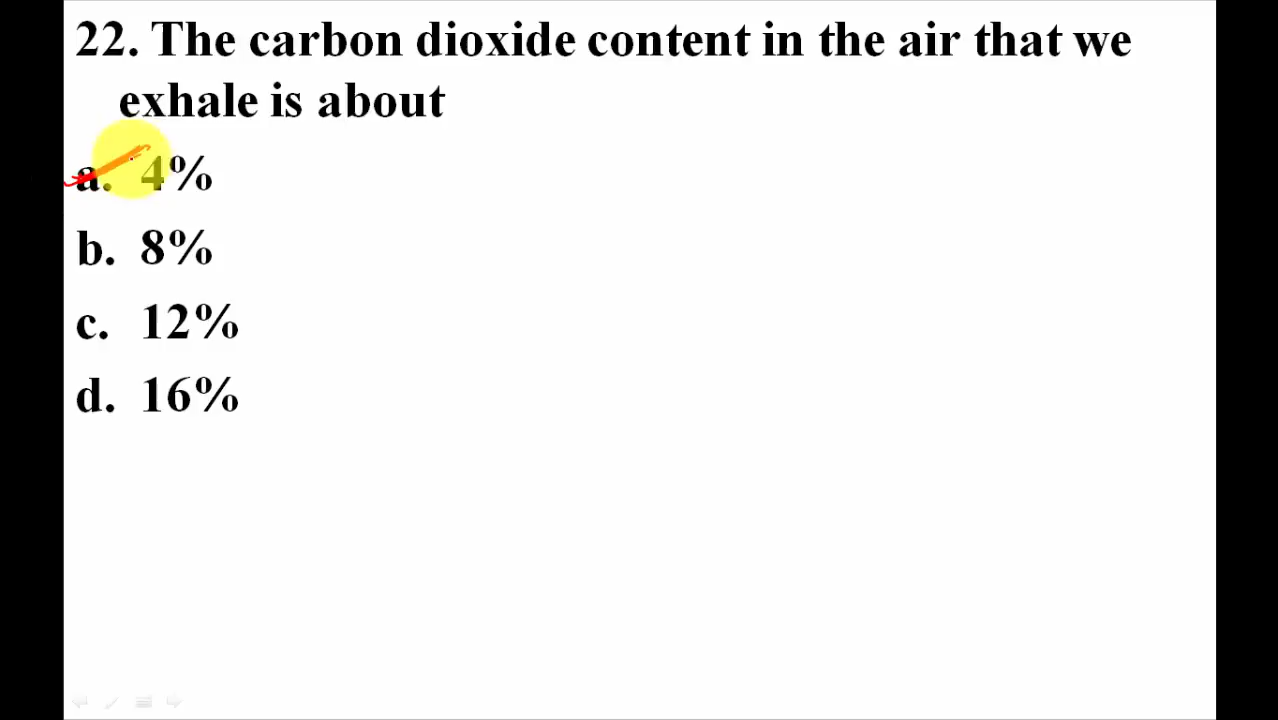 22. The carbon dioxide content in the air that we
exhale is about
a. 4%
b. 8%
c. 12%
d. 16%